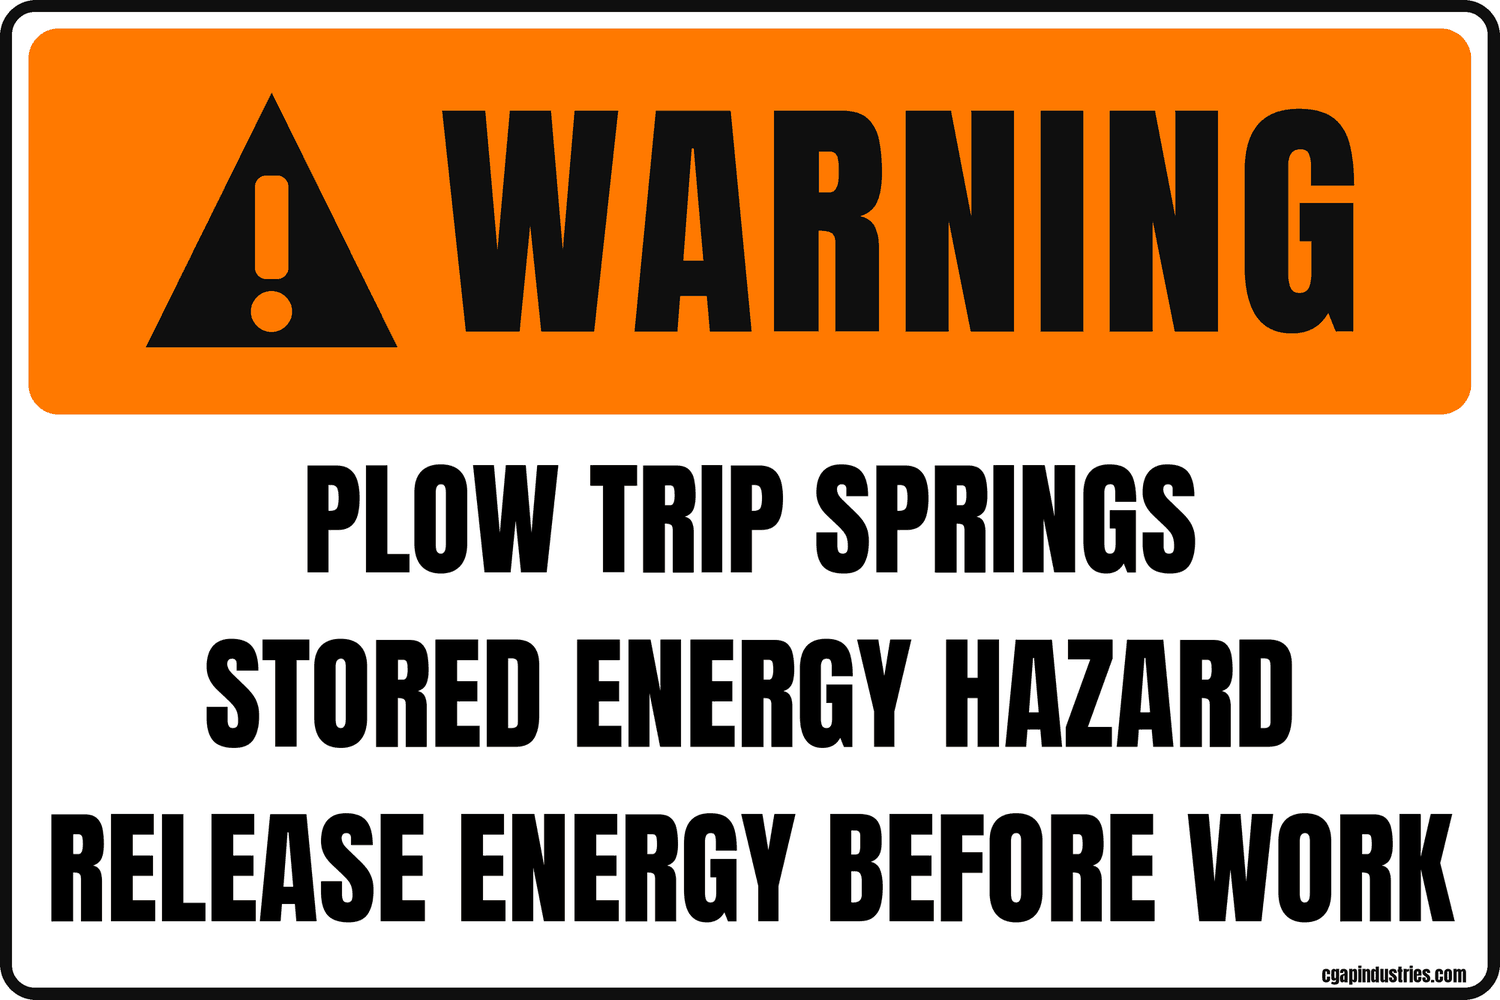 WARNING
PLOW TRIP SPRINGS
STORED ENERGY HAZARD
RELEASE ENERGY BEFORE WORK
cgapindustries.com